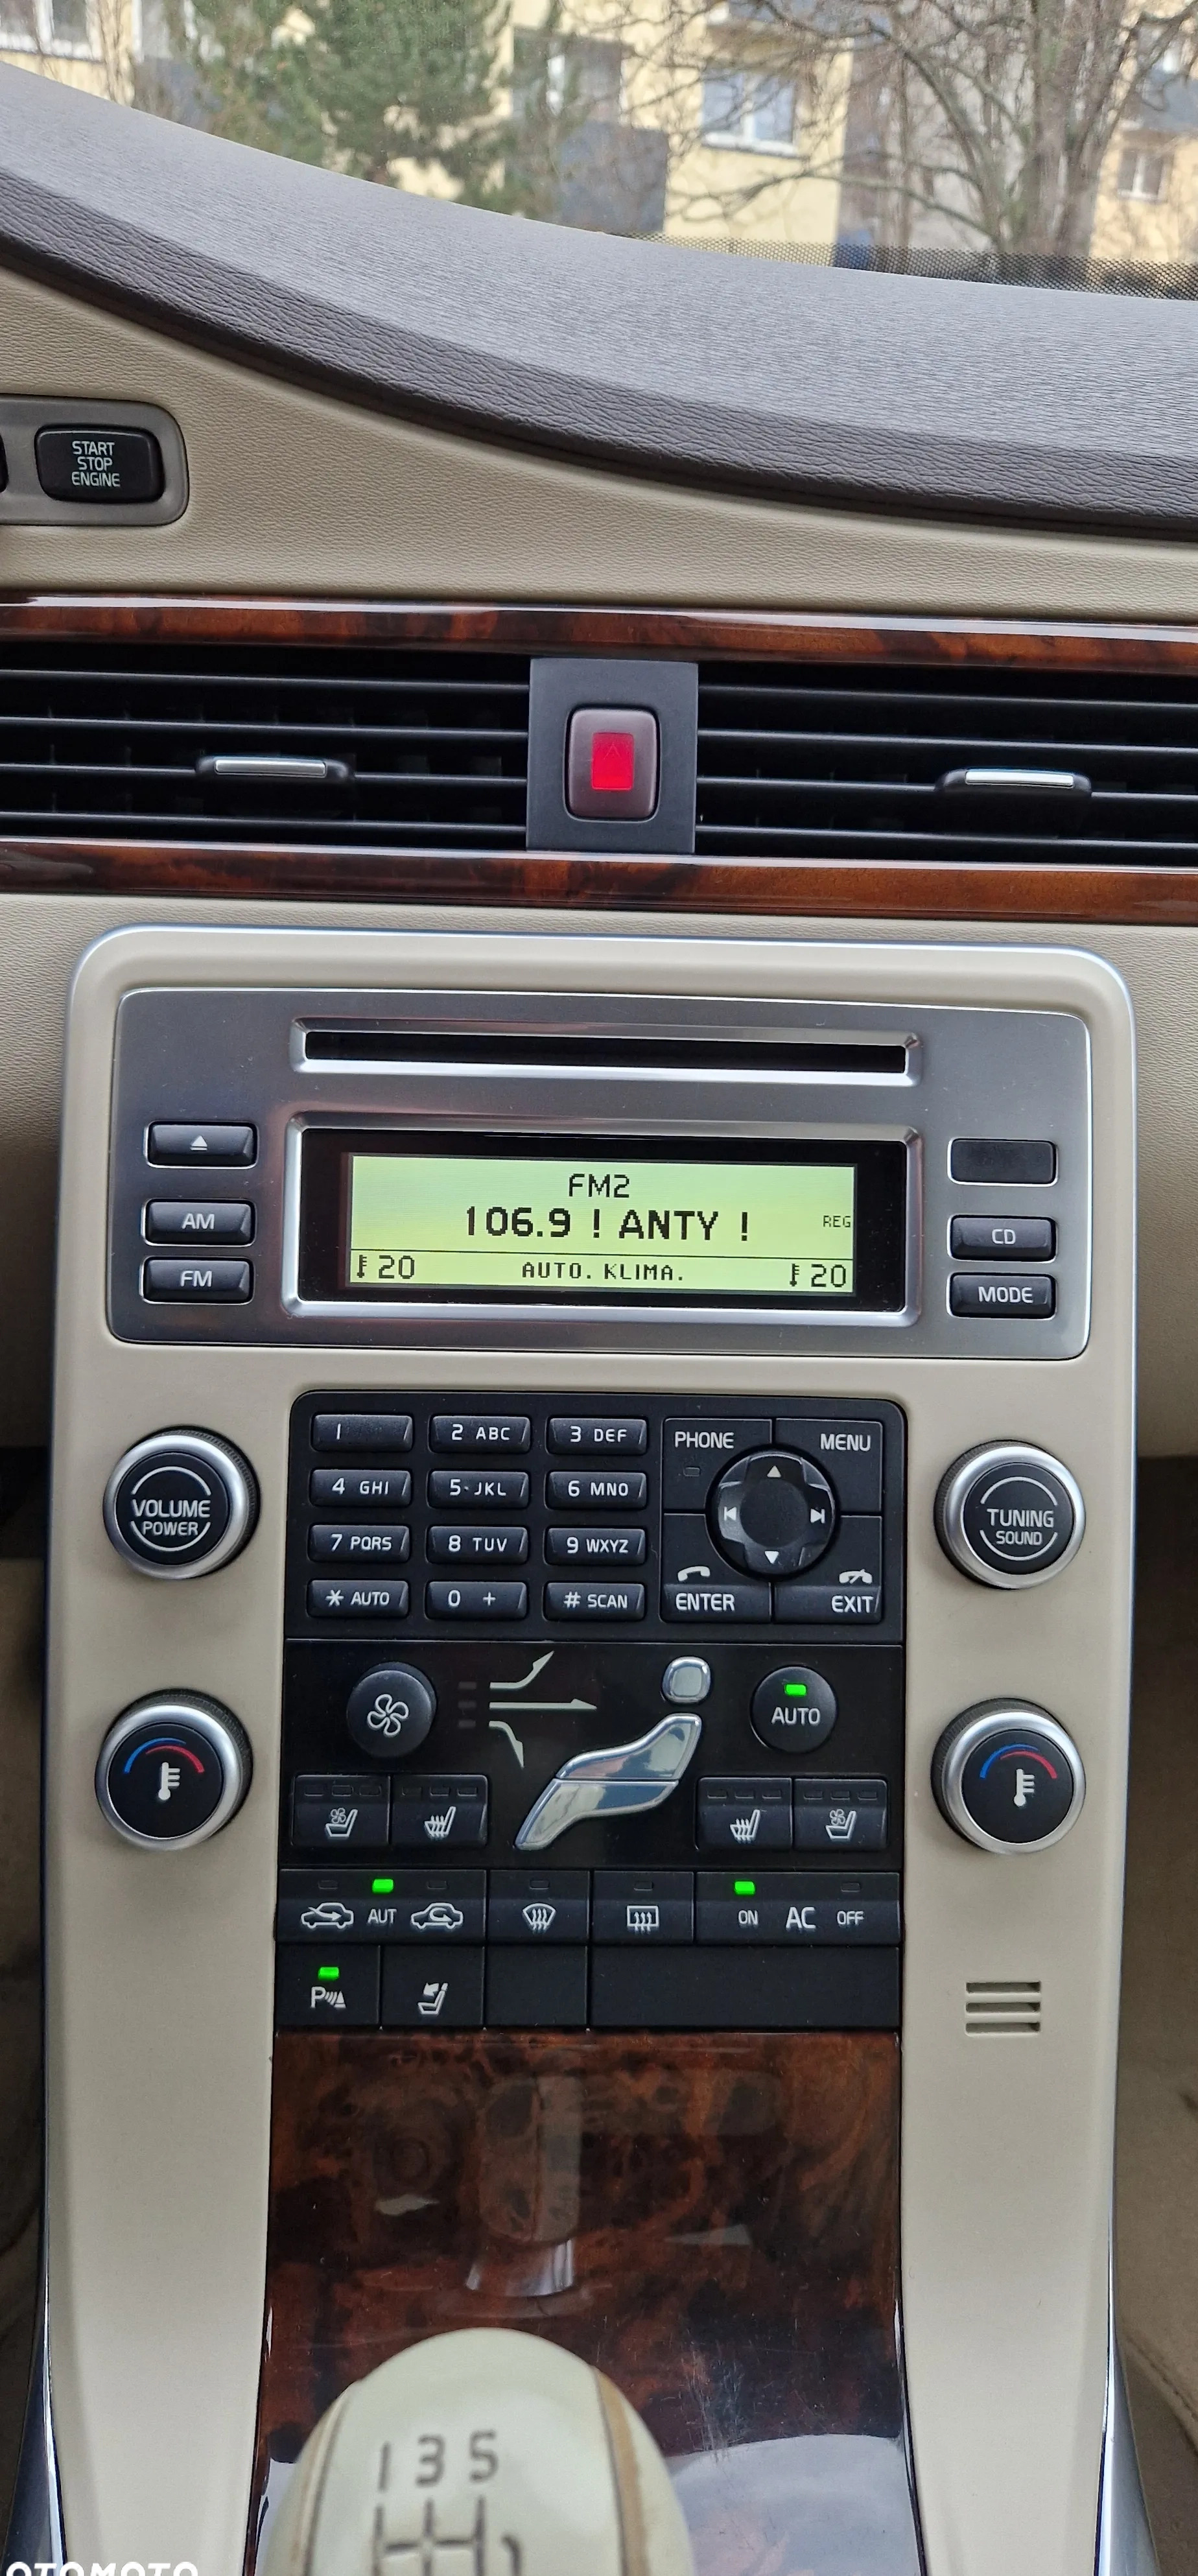 START
STOP
ENGINE
FM2
106.9 ! ANTY !
REG
20 AUTO. KLIMA. 20
AM
FM
CD
MODE
1
2 ABC
3 DEF
PHONE
MENU
4 GHI
5 JKL
6 MNO
VOLUME
POWER
TUNING
SOUND
7 PQRS
8 TUV
9 WXYZ
* AUTO
0 +
# SCAN
ENTER
EXIT
AUTO
AUT
ON AC OFF
P
1 3 5
OTOMOTO